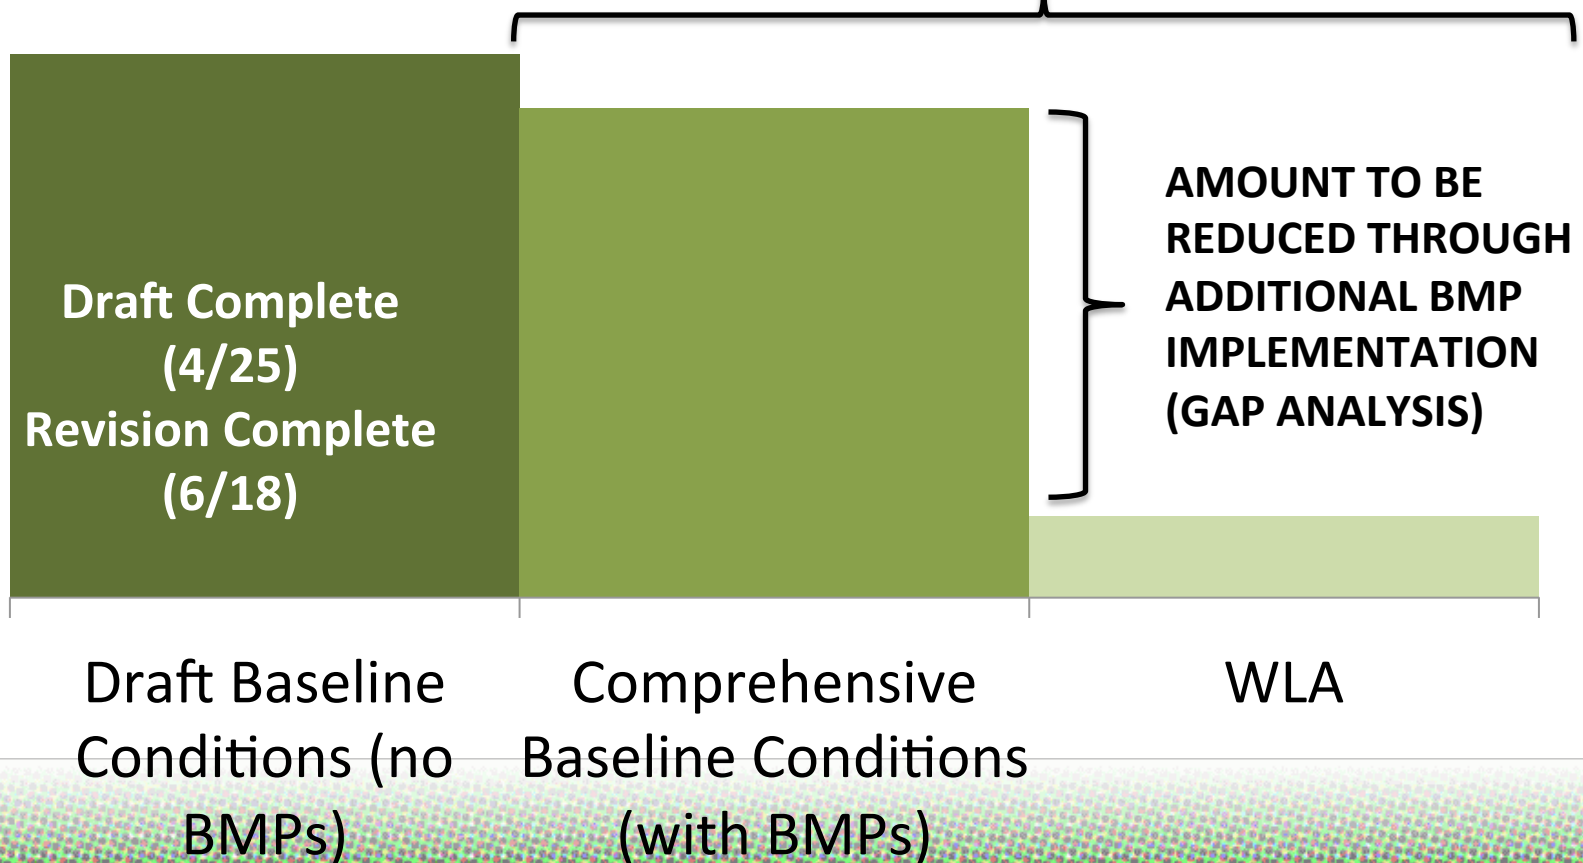 Draft Complete
(4/25)
Revision Complete
(6/18)
AMOUNT TO BE
REDUCED THROUGH
ADDITIONAL BMP
IMPLEMENTATION
(GAP ANALYSIS)
Draft Baseline
Conditions (no
BMPs)
Comprehensive
Baseline Conditions
(with BMPs)
WLA